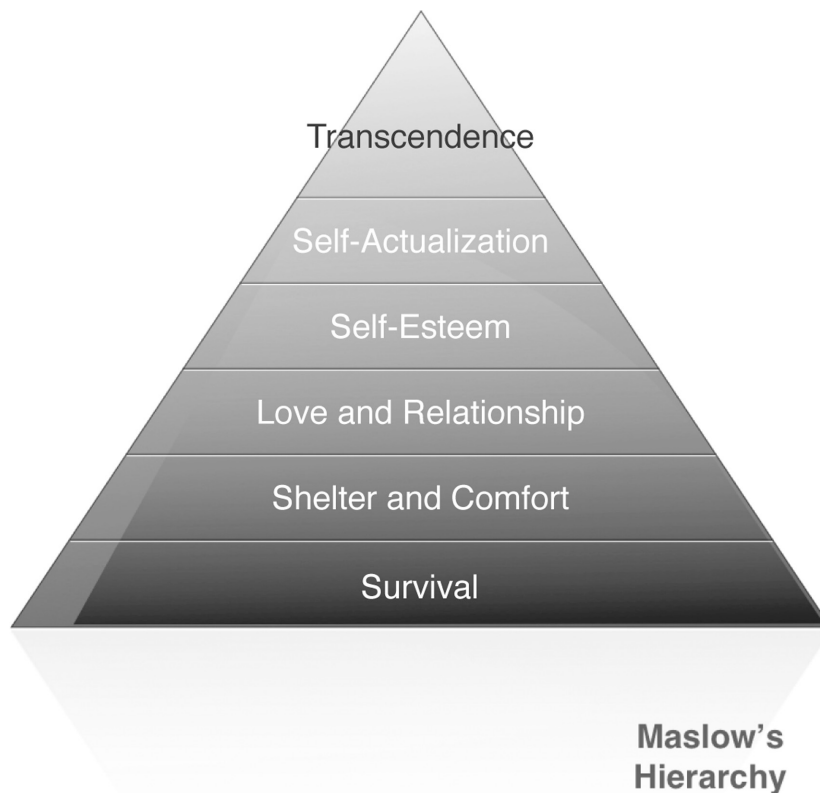 Transcendence
Self-Actualization
Self-Esteem
Love and Relationship
Shelter and Comfort
Survival
Maslow’s
Hierarchy